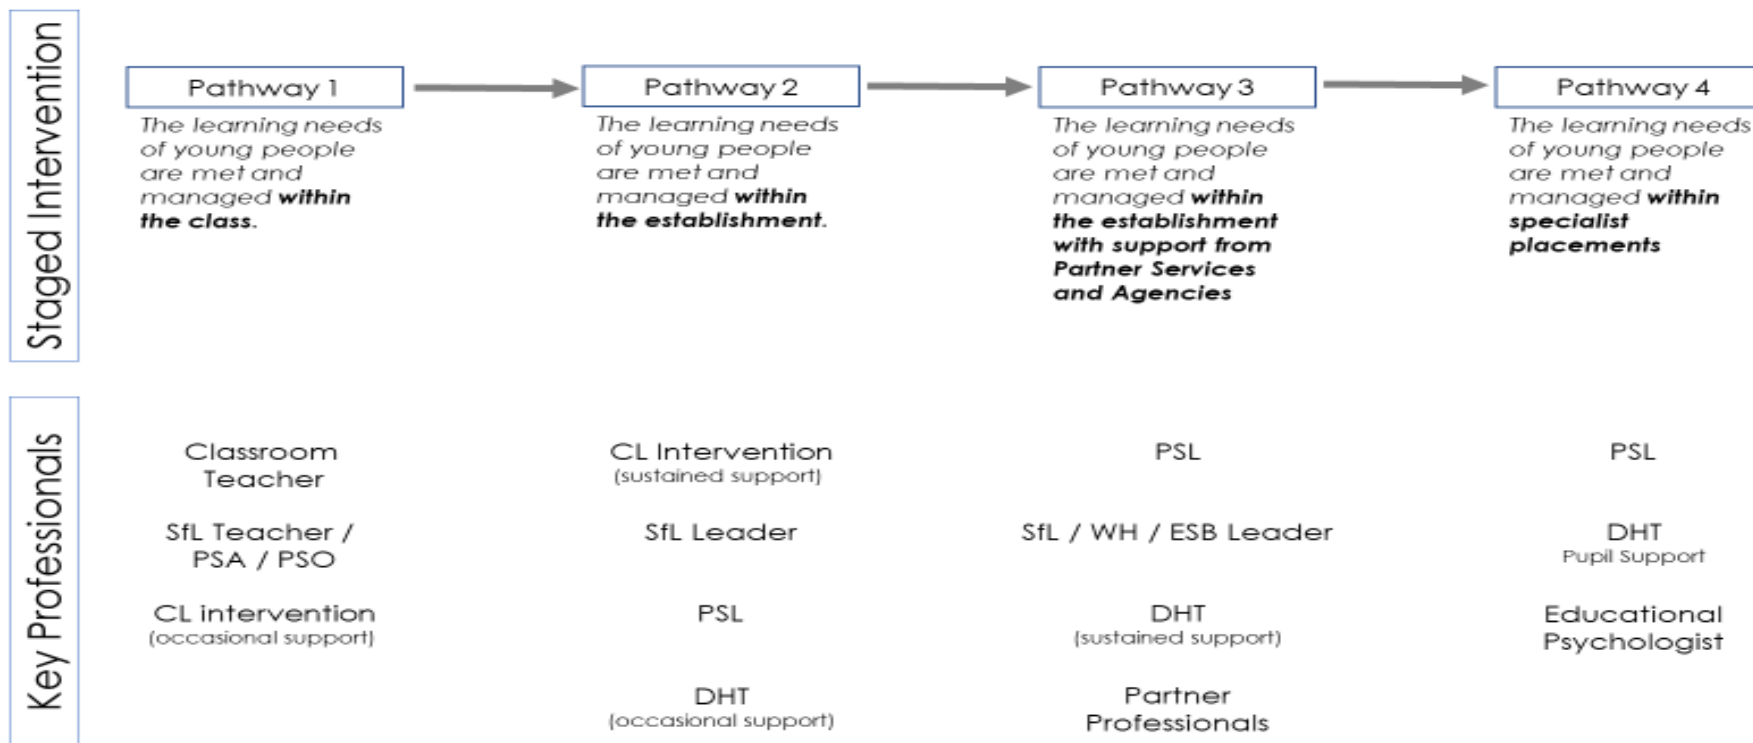 Staged Intervention
Pathway 1
The learning needs
of young people
are met and
managed within
the class.
Pathway 2
The learning needs
of young people
are met and
managed within
the establishment.
Pathway 3
The learning needs
of young people
are met and
managed within
the establishment
with support from
Partner Services
and Agencies
Pathway 4
The learning needs
of young people
are met and
managed within
specialist
placements
Key Professionals
Classroom
Teacher
SfL Teacher /
PSA / PSO
CL intervention
(occasional support)
CL Intervention
(sustained support)
SfL Leader
PSL
DHT
(occasional support)
PSL
SfL / WH / ESB Leader
DHT
(sustained support)
Partner
Professionals
PSL
DHT
Pupil Support
Educational
Psychologist